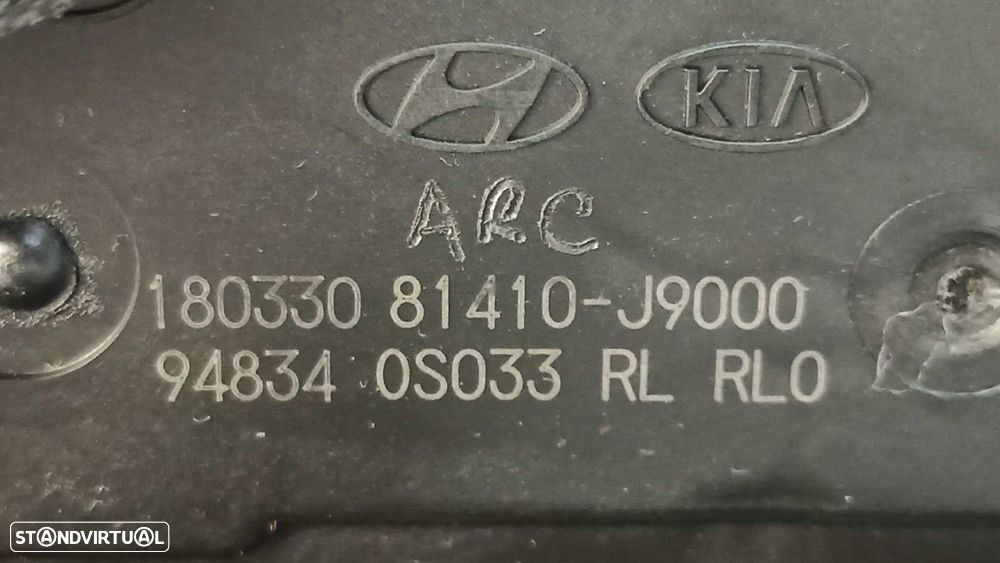 KIA
ARC
180330 81410-J9000
94834 0S033 RL RL0
STANDVIRTUAL